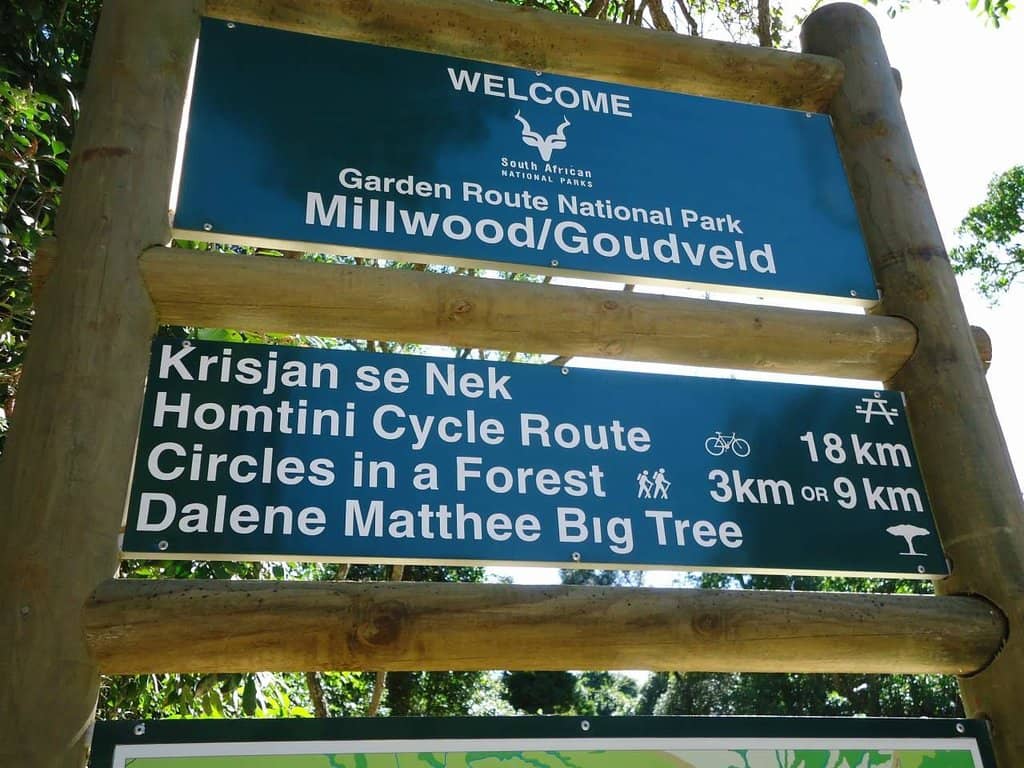 WELCOME
South African
NATIONAL PARKS
Garden Route National Park
Millwood/Goudveld
Krisjan se Nek
Homtini Cycle Route 18 km
Circles in a Forest 3km OR 9 km
Dalene Matthee Big Tree